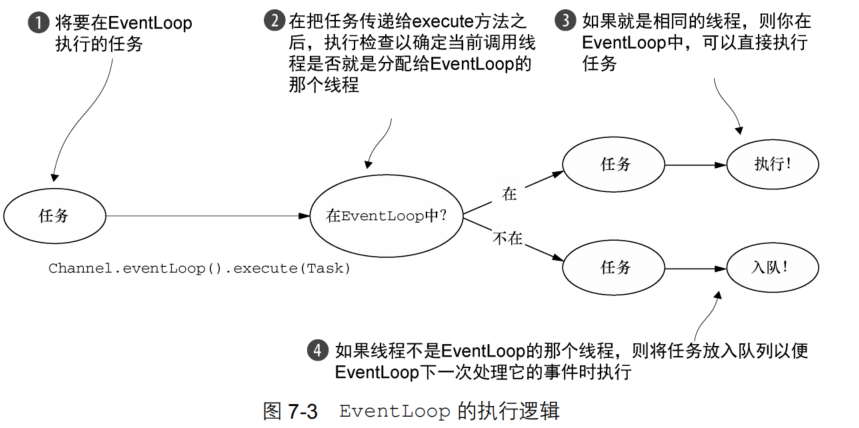 ❶ 将要在EventLoop
执行的任务
❷ 在把任务传递给execute方法之
后，执行检查以确定当前调用线
程是否就是分配给EventLoop的
那个线程
❸ 如果就是相同的线程，则你在
EventLoop中，可以直接执行
任务
任务
Channel.eventLoop().execute(Task)
在EventLoop中?
在
不在
任务
执行!
任务
入队!
❹ 如果线程不是EventLoop的那个线程，则将任务放入队列以便
EventLoop下一次处理它的事件时执行
图 7-3 EventLoop 的执行逻辑